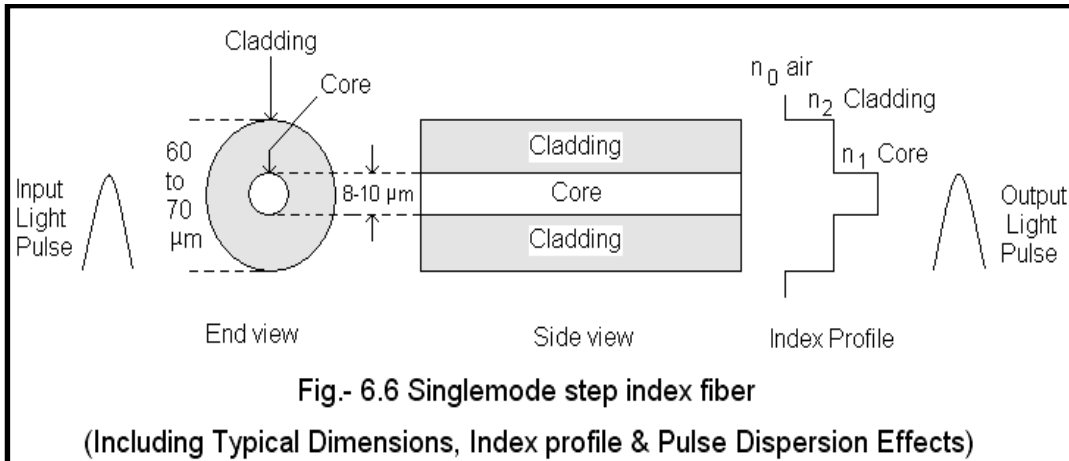 Cladding
Core
60
to
70
µm
8-10 µm
Input
Light
Pulse
End view
Cladding
Core
Cladding
Side view
n0 air
n2 Cladding
n1 Core
Index Profile
Output
Light
Pulse
Fig.- 6.6 Singlemode step index fiber
(Including Typical Dimensions, Index profile & Pulse Dispersion Effects)